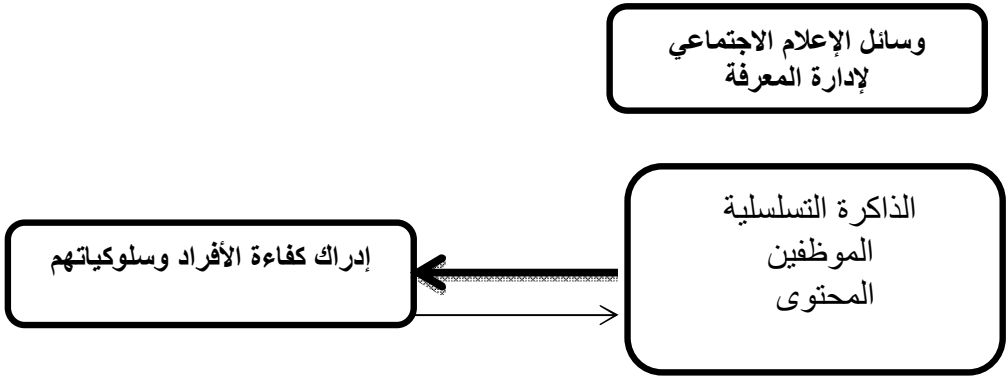 وسائل الإعلام الاجتماعي
لإدارة المعرفة
الذاكرة التسلسلية
الموظفين
المحتوى
إدراك كفاءة الأفراد وسلوكياتهم